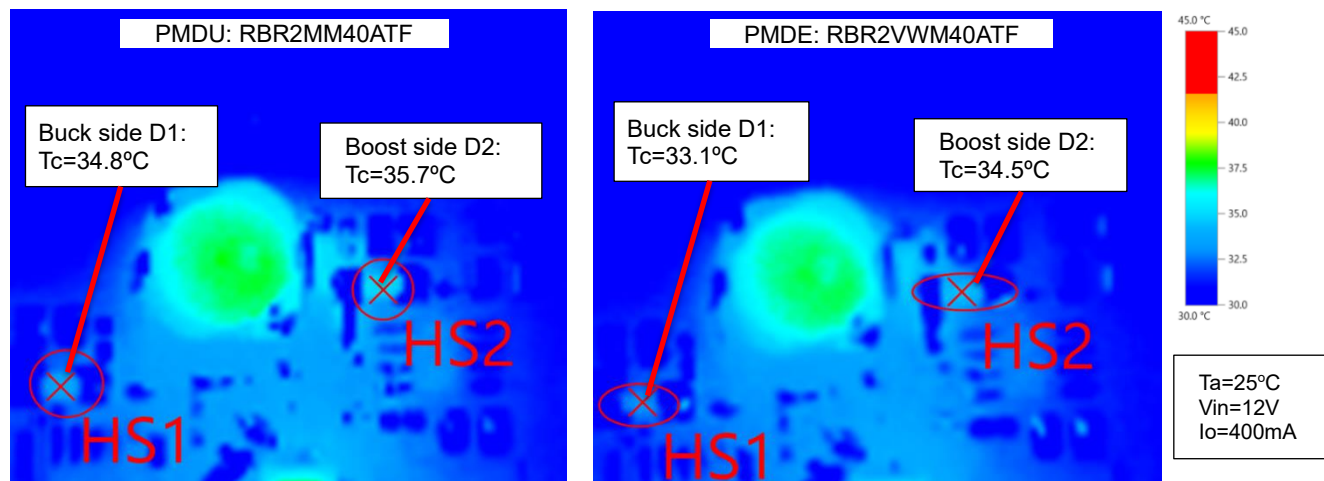 PMDU: RBR2MM40ATF
Buck side D1:
Tc=34.8ºC
Boost side D2:
Tc=35.7ºC
HS1
HS2
PMDE: RBR2VWM40ATF
Buck side D1:
Tc=33.1ºC
Boost side D2:
Tc=34.5ºC
HS1
HS2
45.0 °C
45.0
42.5
40.0
37.5
35.0
32.5
30.0
30.0 °C
Ta=25°C
Vin=12V
Io=400mA